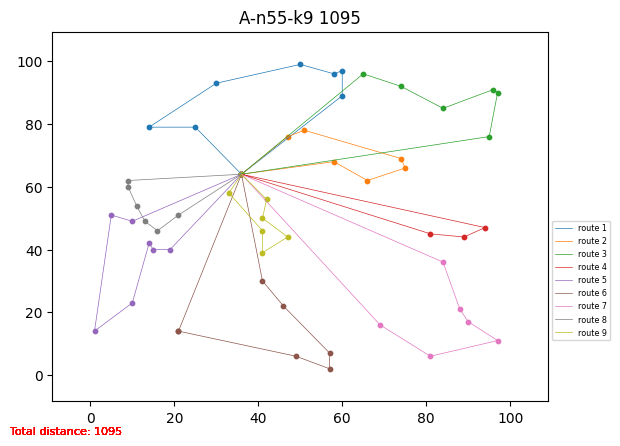 A-n55-k9 1095
100
80
60
40
20
0
0 20 40 60 80 100
route 1
route 2
route 3
route 4
route 5
route 6
route 7
route 8
route 9
Total distance: 1095